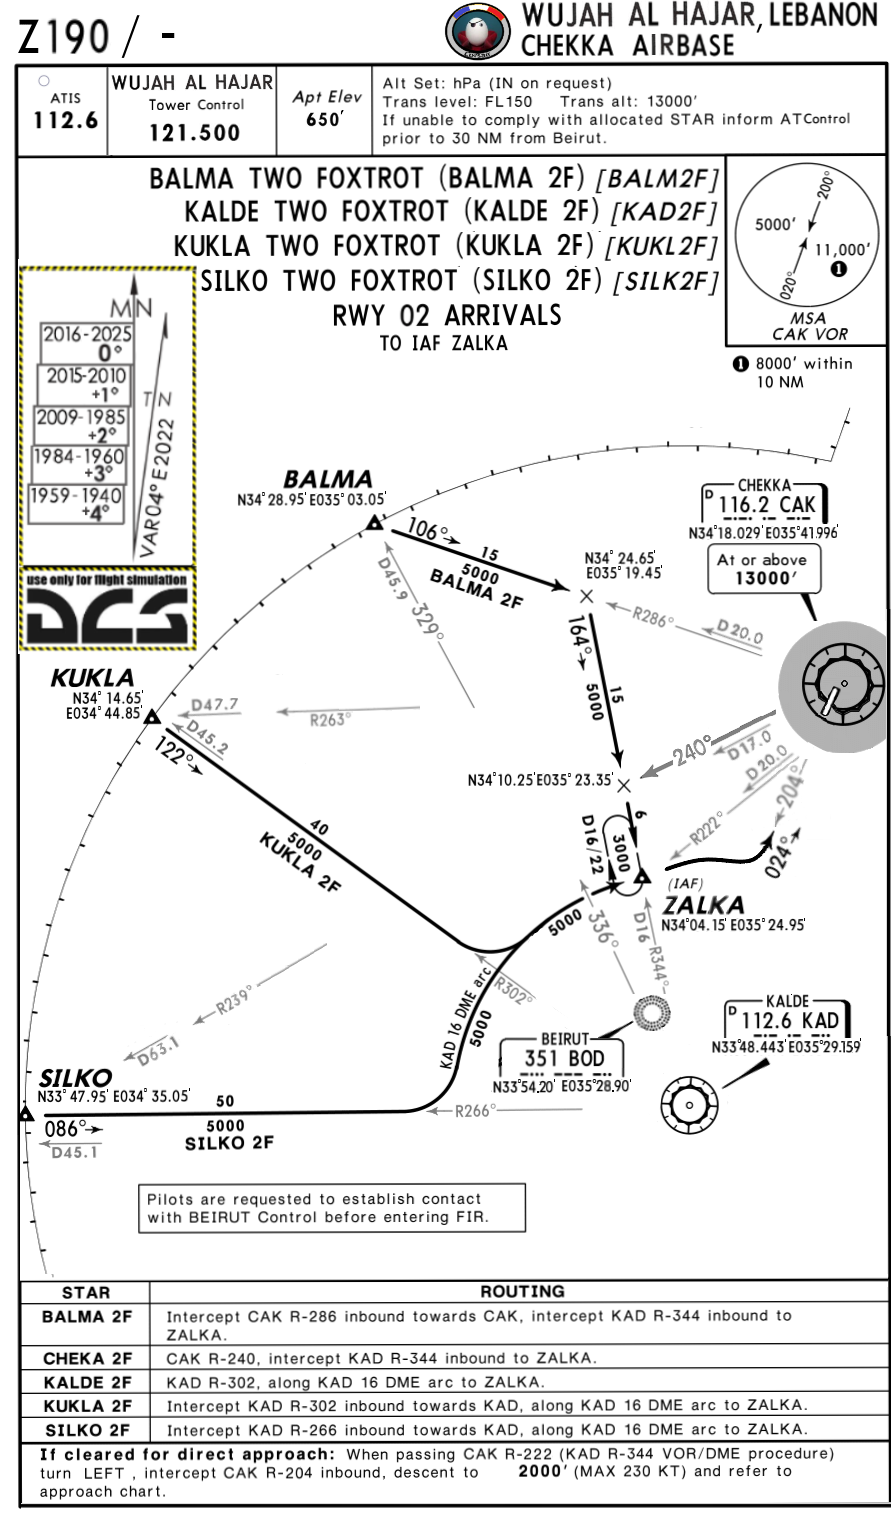 Z190 / -
WUJAH AL HAJAR, LEBANON
CHEKKA AIRBASE
ATIS
112.6
WUJAH AL HAJAR
Tower Control
121.500
Apt Elev
650'
Alt Set: hPa (IN on request)
Trans level: FL150 Trans alt: 13000'
If unable to comply with allocated STAR inform ATControl
prior to 30 NM from Beirut.
BALMA TWO FOXTROT (BALMA 2F) [BALM2F]
KALDE TWO FOXTROT (KALDE 2F) [KAD2F]
KUKLA TWO FOXTROT (KUKLA 2F) [KUKL2F]
SILKO TWO FOXTROT (SILKO 2F) [SILK2F]
RWY 02 ARRIVALS
TO IAF ZALKA
200°
5000'
11,000'
1
020°
MSA
CAK VOR
1 8000' within
10 NM
MN
2016-2025
0°
2015-2010
+1°
2009-1985
+2°
1984-1960
+3°
1959-1940
+4°
TN
VAR04° E2022
use only for flight simulation
DCS
BALMA
N34°28.95' E035°03.05'
106°
15
5000
BALMA 2F
D45.9
329°
N34°24.65'
E035°19.45'
CHEKKA
D 116.2 CAK
N34°18.029'E035°41.996'
At or above
13000'
R286°
D20.0
164°
15
5000
KUKLA
N34°14.65'
E034°44.85'
D47.7
R263°
D45.2
122°
40
5000
KUKLA 2F
240°
D17.0
D20.0
N34°10.25'E035°23.35'
R222°
204°
024°
6
D16/22
3000
(IAF)
ZALKA
N34°04.15' E035°24.95'
5000
336°
D16
R344°
R302°
KAD 16 DME arc
5000
R239°
D63.1
BEIRUT
351 BOD
N33°54.20' E035°28.90'
KALDE
D 112.6 KAD
N33°48.443'E035°29.159'
SILKO
N33°47.95' E034°35.05'
50
086°
5000
SILKO 2F
D45.1
R266°
Pilots are requested to establish contact
with BEIRUT Control before entering FIR.
STAR ROUTING
BALMA 2F Intercept CAK R-286 inbound towards CAK, intercept KAD R-344 inbound to
ZALKA.
CHEKA 2F CAK R-240, intercept KAD R-344 inbound to ZALKA.
KALDE 2F KAD R-302, along KAD 16 DME arc to ZALKA.
KUKLA 2F Intercept KAD R-302 inbound towards KAD, along KAD 16 DME arc to ZALKA.
SILKO 2F Intercept KAD R-266 inbound towards KAD, along KAD 16 DME arc to ZALKA.
If cleared for direct approach: When passing CAK R-222 (KAD R-344 VOR/DME procedure)
turn LEFT , intercept CAK R-204 inbound, descent to 2000' (MAX 230 KT) and refer to
approach chart.